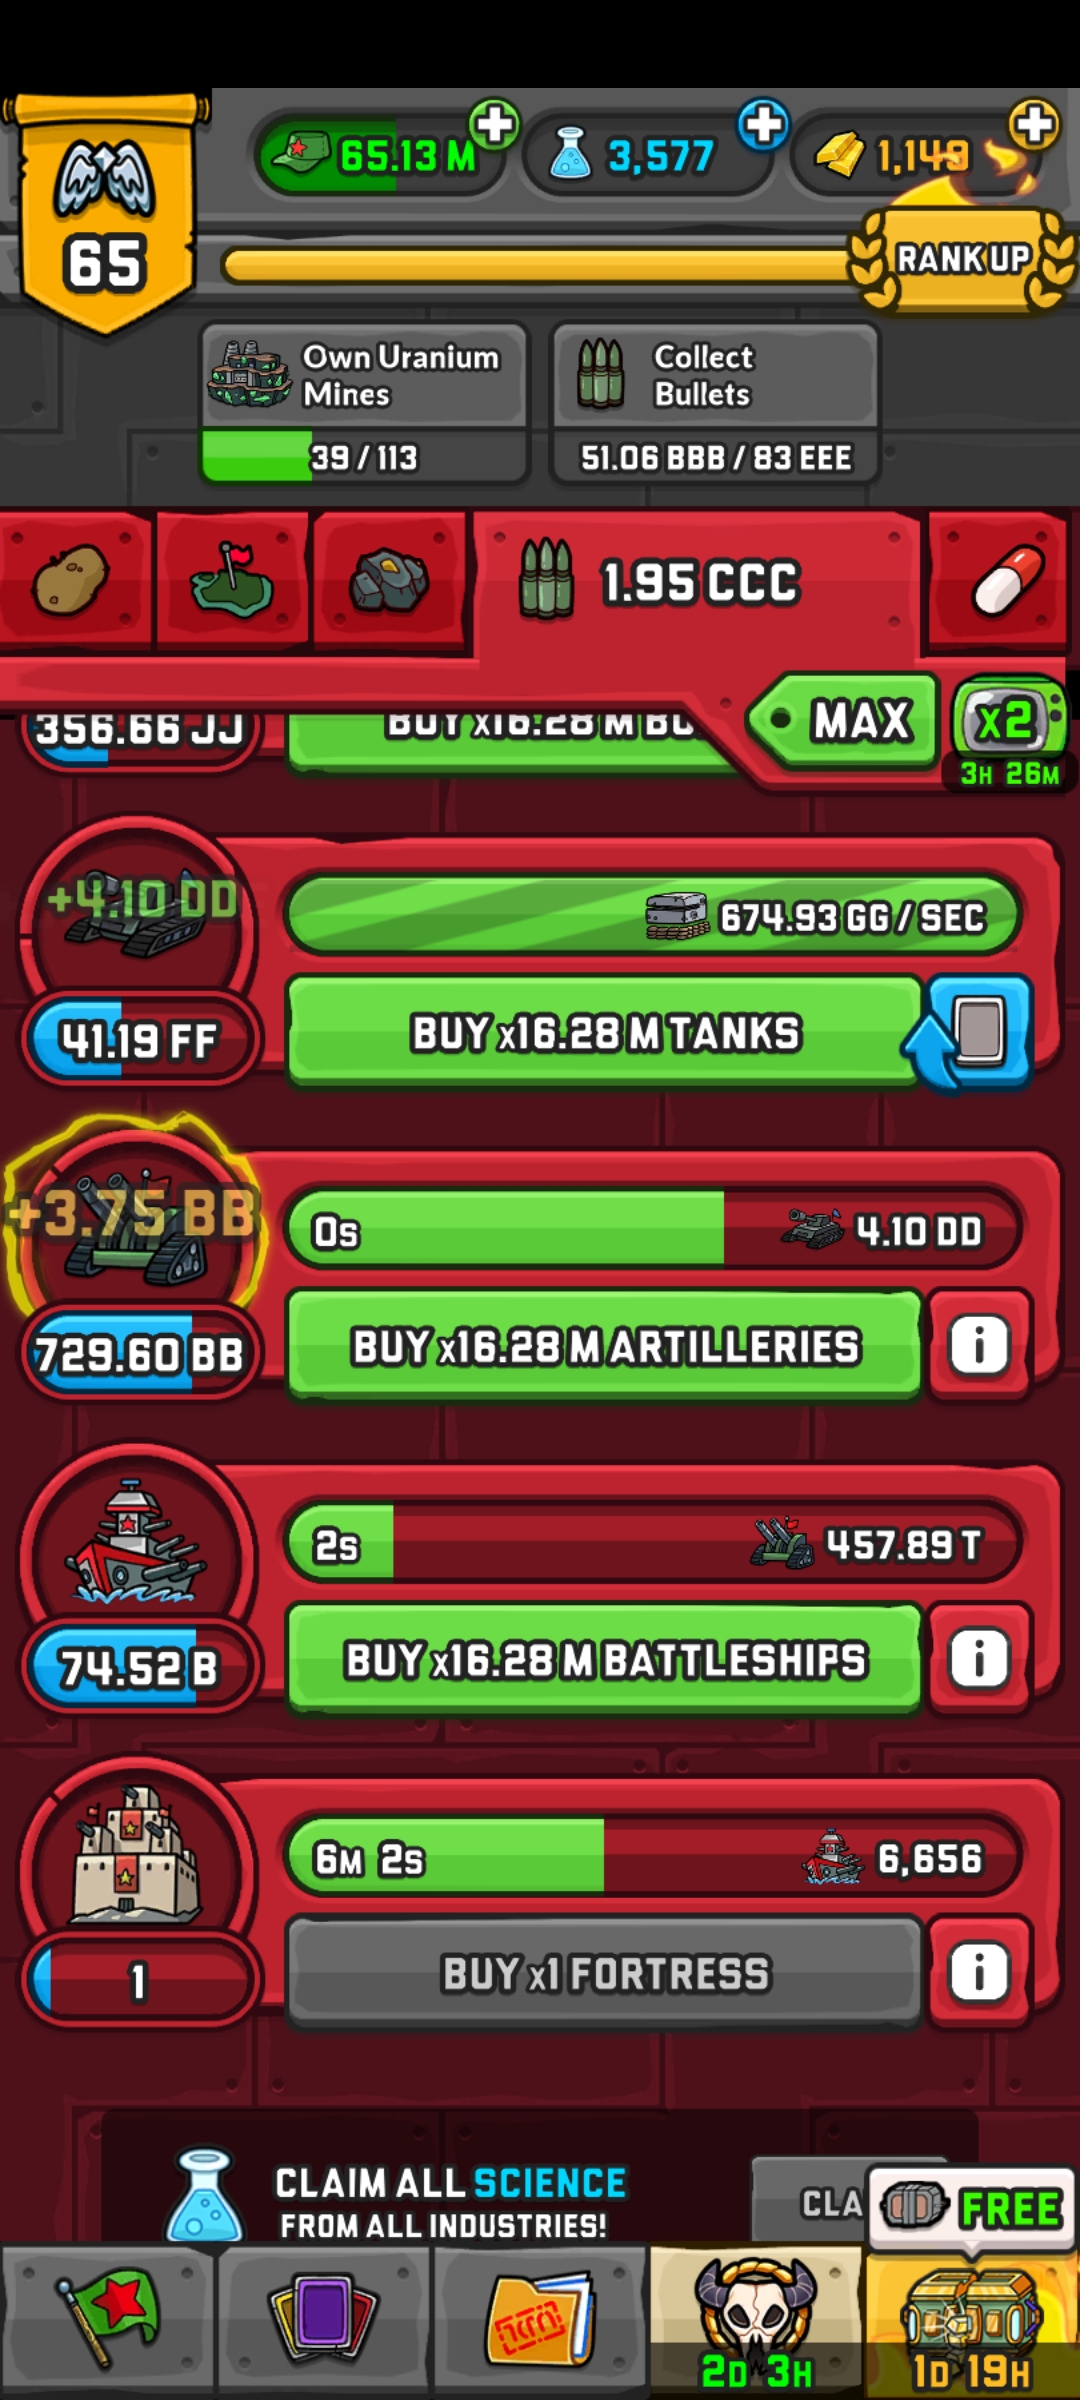 65.13 M
3,577
1,149
65
RANK UP
Own Uranium
Mines
39 / 113
Collect
Bullets
51.06 BBB / 83 EEE
1.95 CCC
MAX
x2
3H 26M
356.66 JJ
BUY x16.28 M BU
+4.10 DD
674.93 GG / SEC
41.19 FF
BUY x16.28 M TANKS
+3.75 BB
0s
4.10 DD
729.60 BB
BUY x16.28 M ARTILLERIES
i
2s
457.89 T
74.52 B
BUY x16.28 M BATTLESHIPS
i
6M 2s
6,656
1
BUY x1 FORTRESS
i
CLAIM ALL SCIENCE
FROM ALL INDUSTRIES!
CLA
FREE
2D 3H
1D 19H